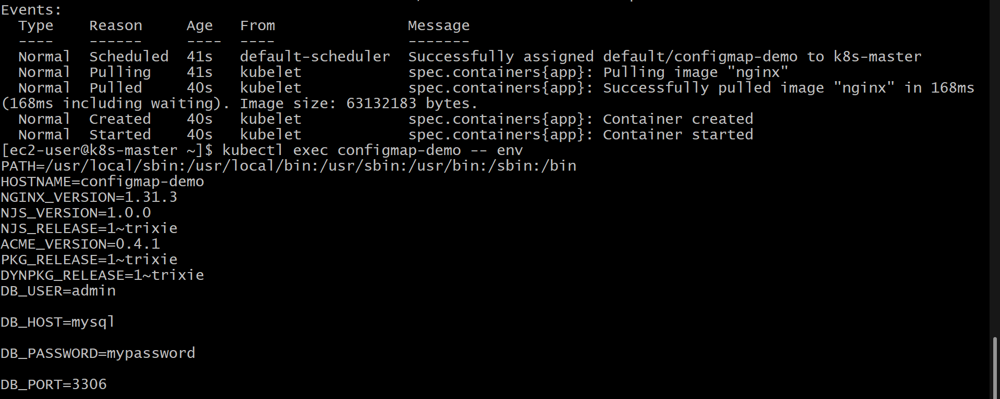 Events:
  Type    Reason     Age   From               Message
  ----    ------     ----  ----               -------
  Normal  Scheduled  41s   default-scheduler  Successfully assigned default/configmap-demo to k8s-master
  Normal  Pulling    41s   kubelet            spec.containers{app}: Pulling image "nginx"
  Normal  Pulled     40s   kubelet            spec.containers{app}: Successfully pulled image "nginx" in 168ms
(168ms including waiting). Image size: 63132183 bytes.
  Normal  Created    40s   kubelet            spec.containers{app}: Container created
  Normal  Started    40s   kubelet            spec.containers{app}: Container started
[ec2-user@k8s-master ~]$ kubectl exec configmap-demo -- env
PATH=/usr/local/sbin:/usr/local/bin:/usr/sbin:/usr/bin:/sbin:/bin
HOSTNAME=configmap-demo
NGINX_VERSION=1.31.3
NJS_VERSION=1.0.0
NJS_RELEASE=1~trixie
ACME_VERSION=0.4.1
PKG_RELEASE=1~trixie
DYNPKG_RELEASE=1~trixie
DB_USER=admin

DB_HOST=mysql

DB_PASSWORD=mypassword

DB_PORT=3306